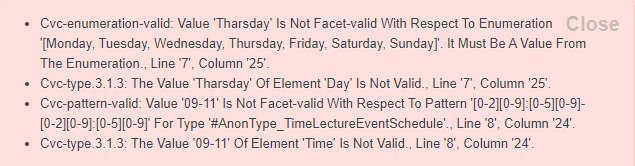 Cvc-enumeration-valid: Value 'Tharsday' Is Not Facet-valid With Respect To Enumeration
Close
'[Monday, Tuesday, Wednesday, Thursday, Friday, Saturday, Sunday]'. It Must Be A Value From
The Enumeration., Line '7', Column '25'.
Cvc-type.3.1.3: The Value 'Tharsday' Of Element 'Day' Is Not Valid., Line '7', Column '25'.
Cvc-pattern-valid: Value '09-11' Is Not Facet-valid With Respect To Pattern '[0-2][0-9]:[0-5][0-9]-
[0-2][0-9]:[0-5][0-9]' For Type '#AnonType_TimeLectureEventSchedule'., Line '8', Column '24'.
Cvc-type.3.1.3: The Value '09-11' Of Element 'Time' Is Not Valid., Line '8', Column '24'.